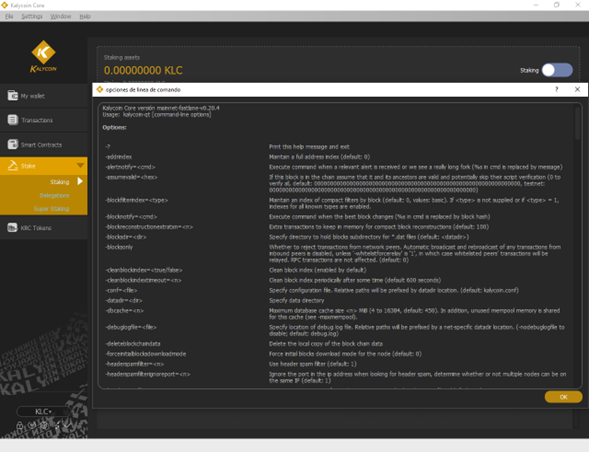 Kalycoin Core
File Settings Window Help
KALYCOIN
My wallet
Transactions
Smart Contracts
Stake
Staking
Delegations
Super Staking
KRC Tokens
KLC
Staking assets
0.00000000 KLC
Staking
opciones de línea de comando
Kalycoin Core versión mainnet-fastlane-v0.20.4
Usage: kalycoin-qt [command-line options]
Options:
-? Print this help message and exit
-addrindex Maintain a full address index (default: 0)
-alertnotify=<cmd> Execute command when a relevant alert is received or we see a really long fork (%s in cmd is replaced by message)
-assumevalid=<hex> If this block is in the chain assume that it and its ancestors are valid and potentially skip their script verification (0 to
verify all, default: 0000000000000000000000000000000000000000000000000000000000000000, testnet:
0000000000000000000000000000000000000000000000000000000000000000)
-blockfilterindex=<type> Maintain an index of compact filters by block (default: 0, values: basic). If <type> is not supplied or if <type> = 1,
indexes for all known types are enabled.
-blocknotify=<cmd> Execute command when the best block changes (%s in cmd is replaced by block hash)
-blockreconstructionextratxn=<n> Extra transactions to keep in memory for compact block reconstructions (default: 100)
-blocksdir=<dir> Specify directory to hold blocks subdirectory for *.dat files (default: <datadir>)
-blocksonly Whether to reject transactions from network peers. Automatic broadcast and rebroadcast of any transactions from
inbound peers is disabled, unless '-whitelistforcerelay' is '1', in which case whitelisted peers' transactions will be
relayed. RPC transactions are not affected. (default: 0)
-cleanblockindex=<true/false> Clean block index (enabled by default)
-cleanblockindextimeout=<n> Clean block index periodically after some time (default 600 seconds)
-conf=<file> Specify configuration file. Relative paths will be prefixed by datadir location. (default: kalycoin.conf)
-datadir=<dir> Specify data directory
-dbcache=<n> Maximum database cache size <n> MiB (4 to 16384, default: 450). In addition, unused mempool memory is shared
for this cache (see -maxmempool).
-debuglogfile=<file> Specify location of debug log file. Relative paths will be prefixed by a net-specific datadir location. (-nodebuglogfile to
disable; default: debug.log)
-deleteblockchaindata Delete the local copy of the block chain data
-forceinitialblocksdownloadmode Force initial blocks download mode for the node (default: 0)
-headerspamfilter=<n> Use header spam filter (default: 1)
-headerspamfilterignoreport=<n> Ignore the port in the ip address when looking for header spam, determine whether or not multiple nodes can be on
the same IP (default: 1)
OK